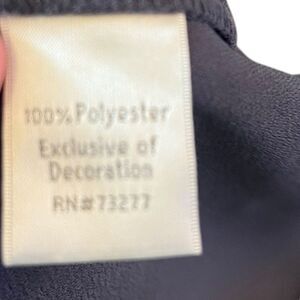 100% Polyester
Exclusive of
Decoration
RN#73277